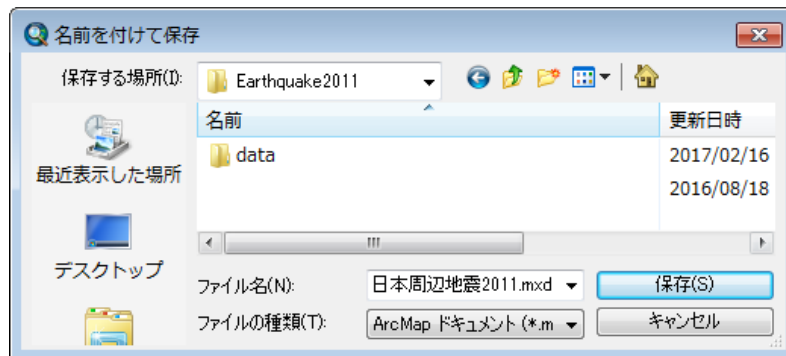 名前を付けて保存
保存する場所(I): Earthquake2011
名前 更新日時
data 2017/02/16
2016/08/18
最近表示した場所
デスクトップ
ファイル名(N): 日本周辺地震2011.mxd 保存(S)
ファイルの種類(T): ArcMap ドキュメント (*.m キャンセル